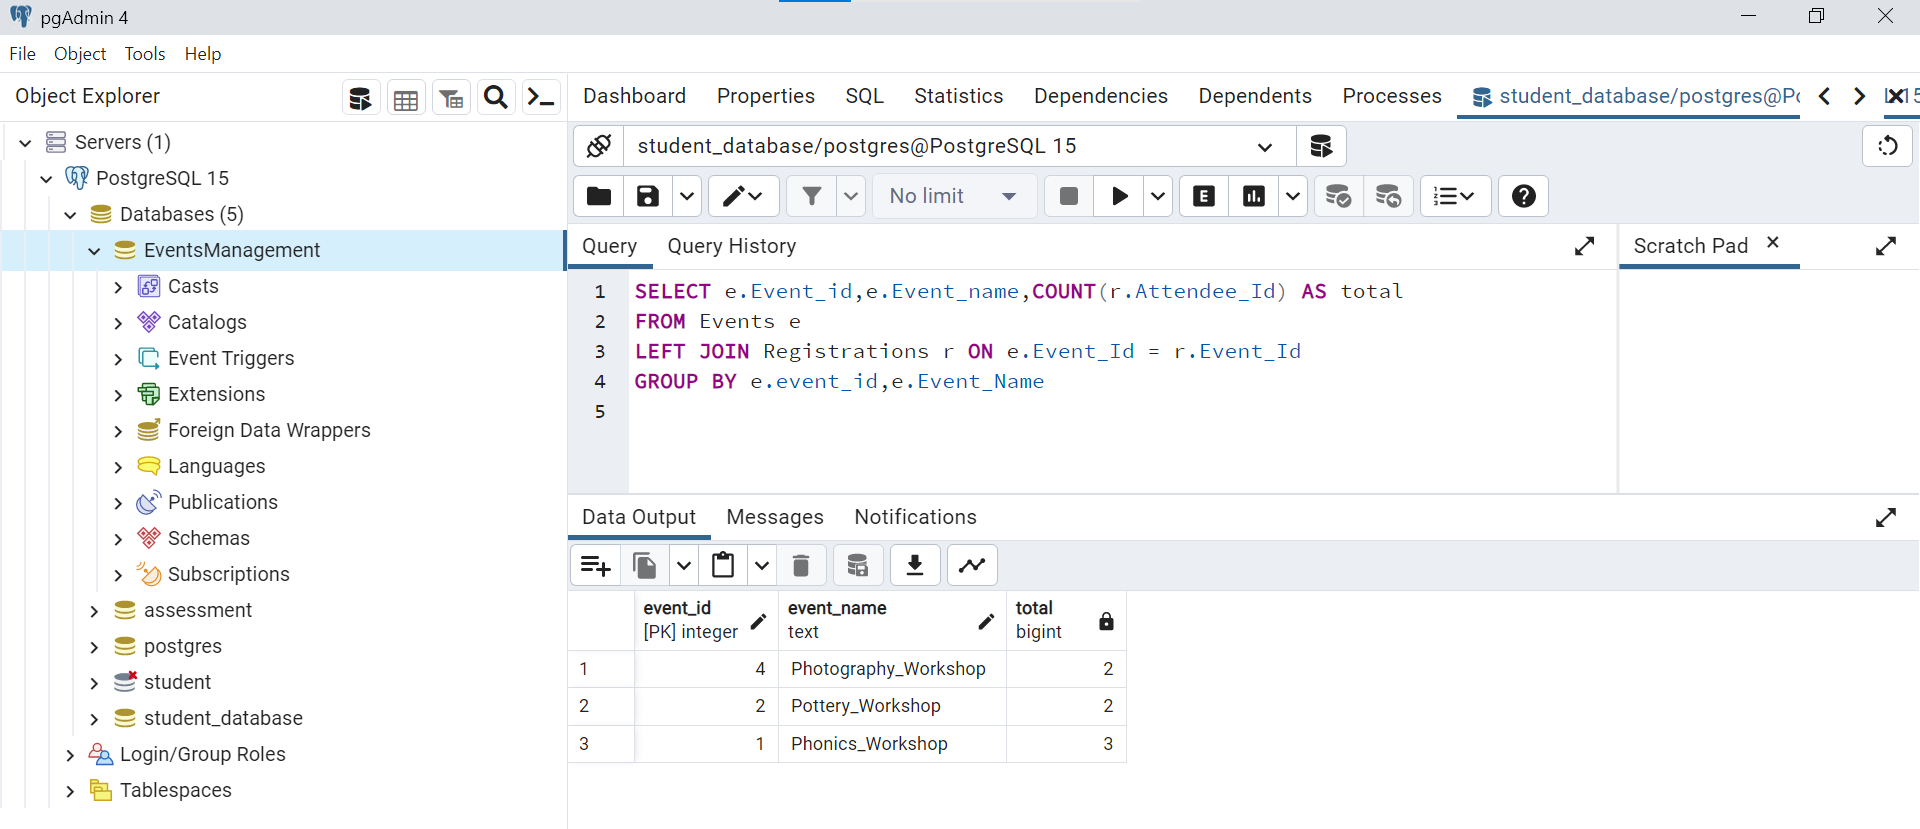 pgAdmin 4
File Object Tools Help
Object Explorer
Servers (1)
PostgreSQL 15
Databases (5)
EventsManagement
Casts
Catalogs
Event Triggers
Extensions
Foreign Data Wrappers
Languages
Publications
Schemas
Subscriptions
assessment
postgres
student
student_database
Login/Group Roles
Tablespaces
Dashboard Properties SQL Statistics Dependencies Dependents Processes student_database/postgres@Po
student_database/postgres@PostgreSQL 15
No limit
E
Query Query History
Scratch Pad
1 SELECT e.Event_id,e.Event_name,COUNT(r.Attendee_Id) AS total
2 FROM Events e
3 LEFT JOIN Registrations r ON e.Event_Id = r.Event_Id
4 GROUP BY e.event_id,e.Event_Name
5
Data Output Messages Notifications
event_id event_name total
[PK] integer text bigint
1 4 Photography_Workshop 2
2 2 Pottery_Workshop 2
3 1 Phonics_Workshop 3